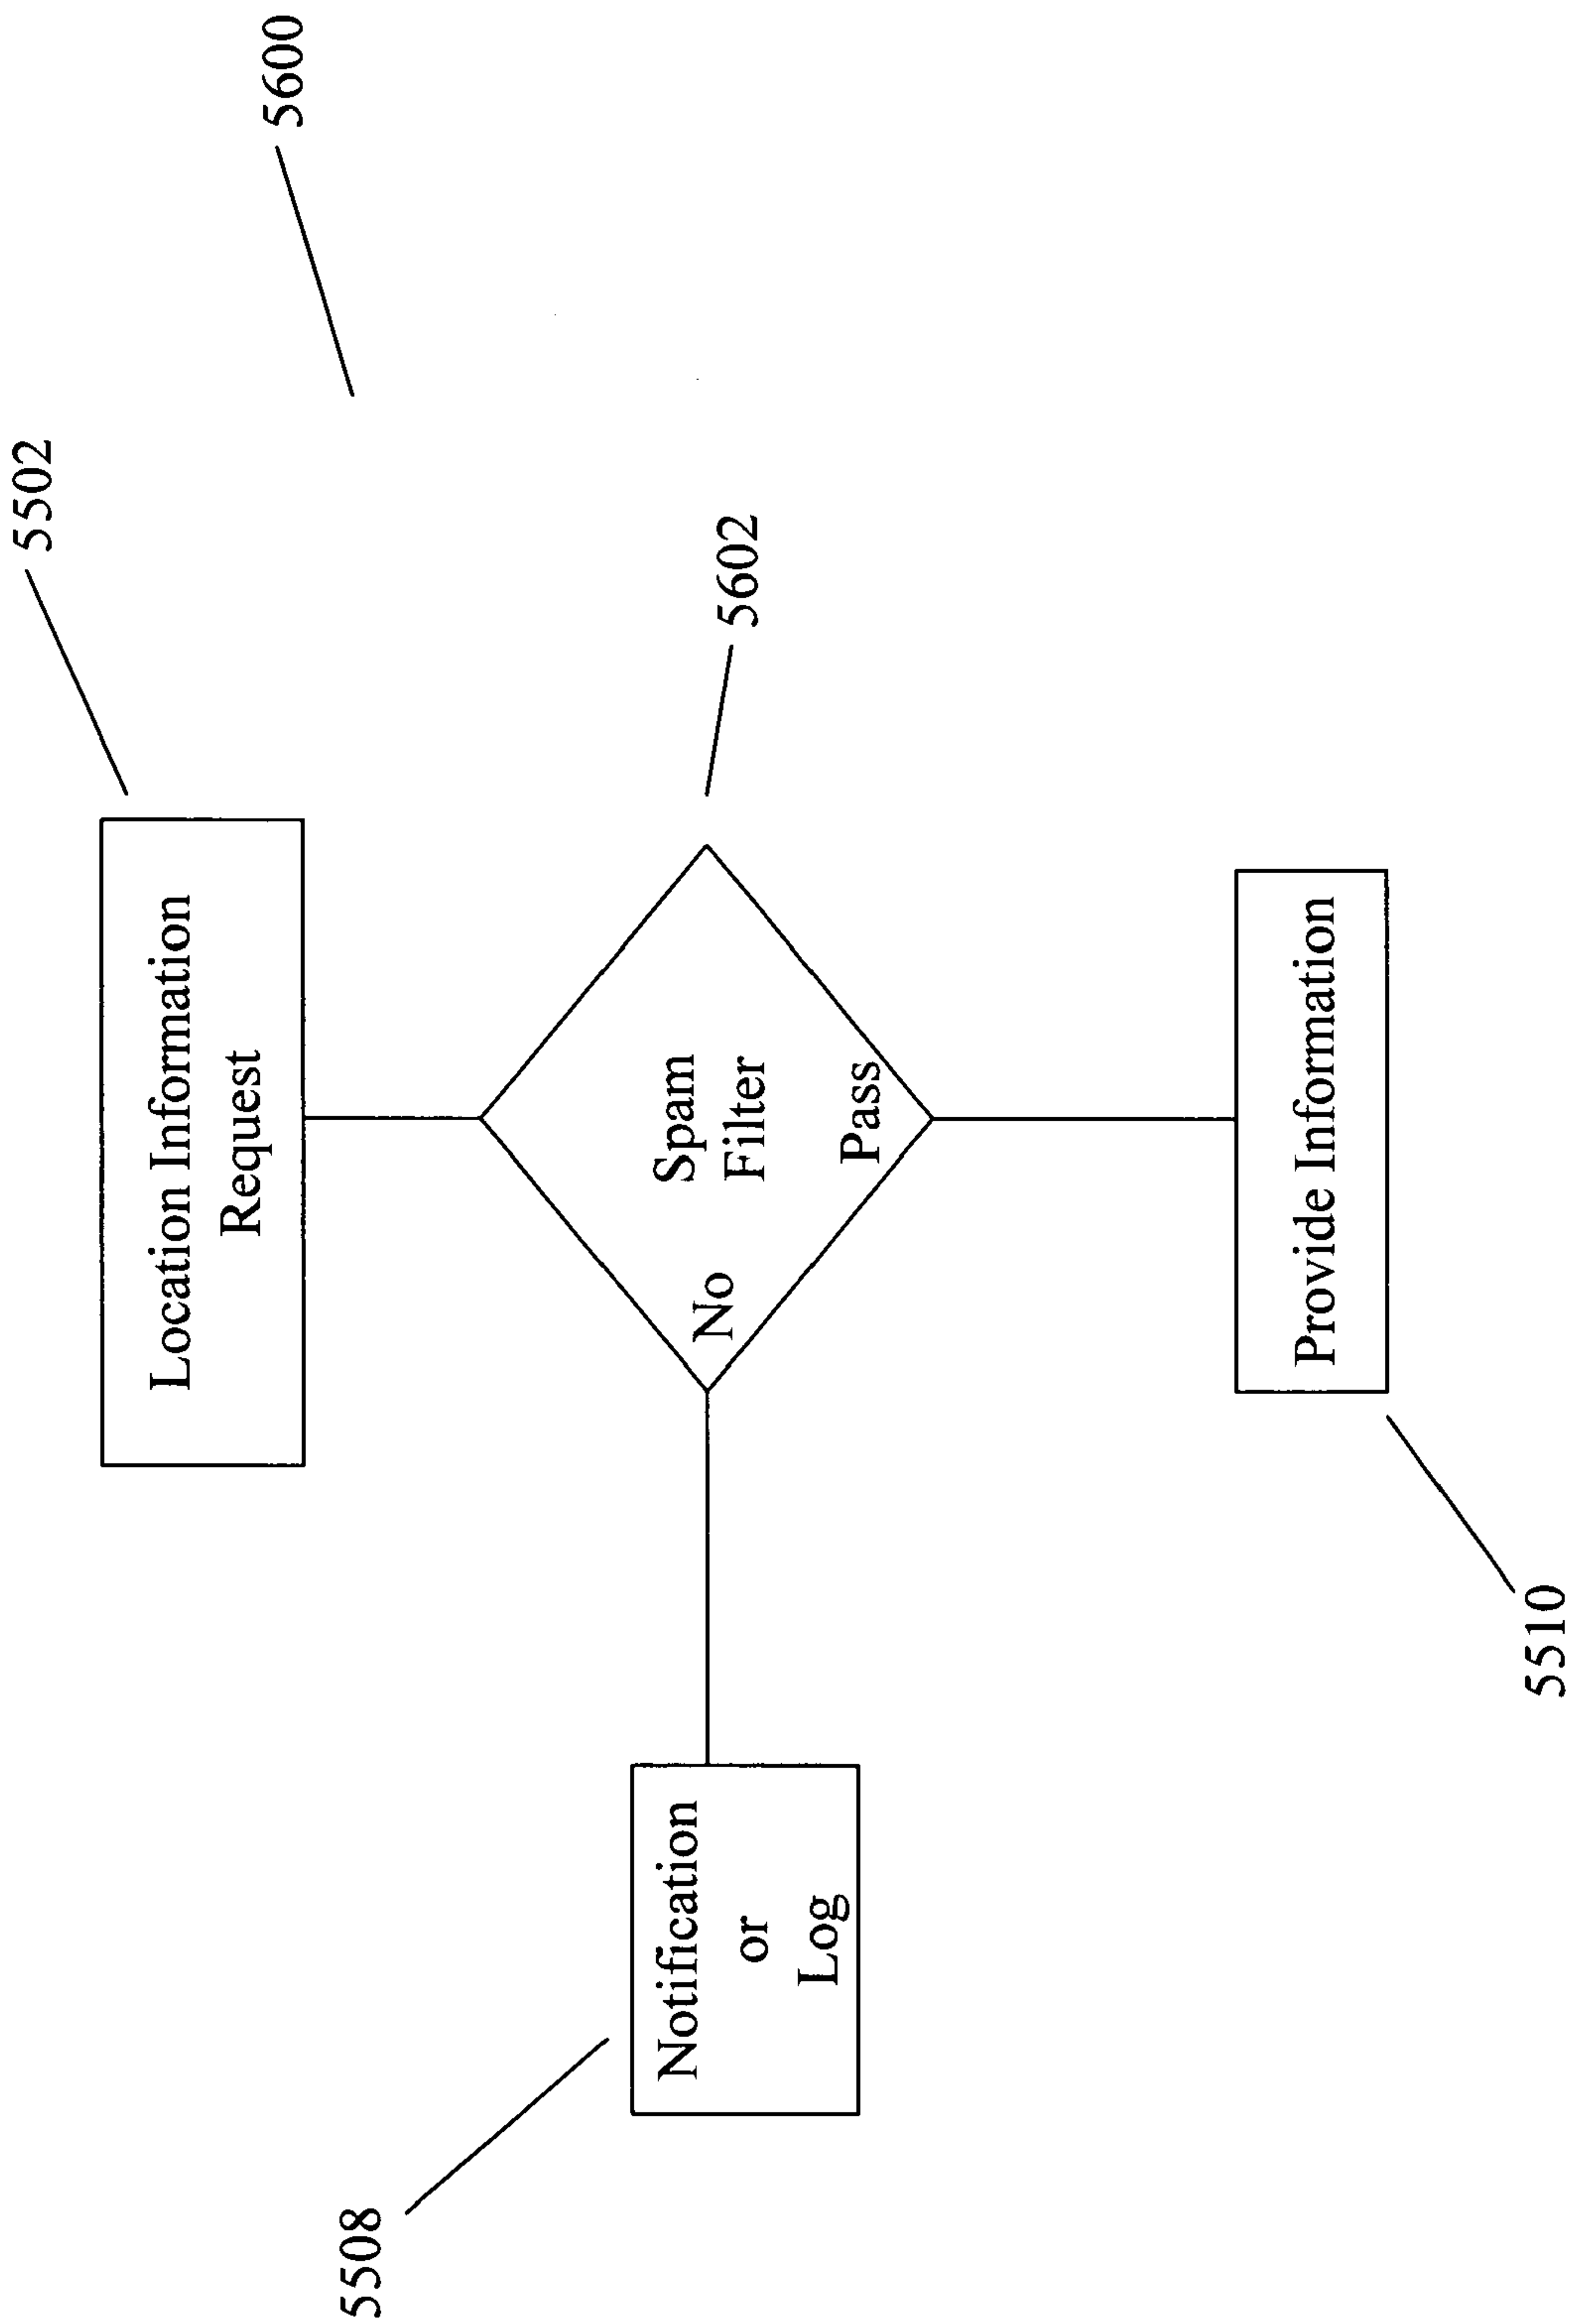 5502
5600
Location Information
Request
5602
Spam
Filter
No
Pass
5508
Notification
or
Log
Provide Information
5510